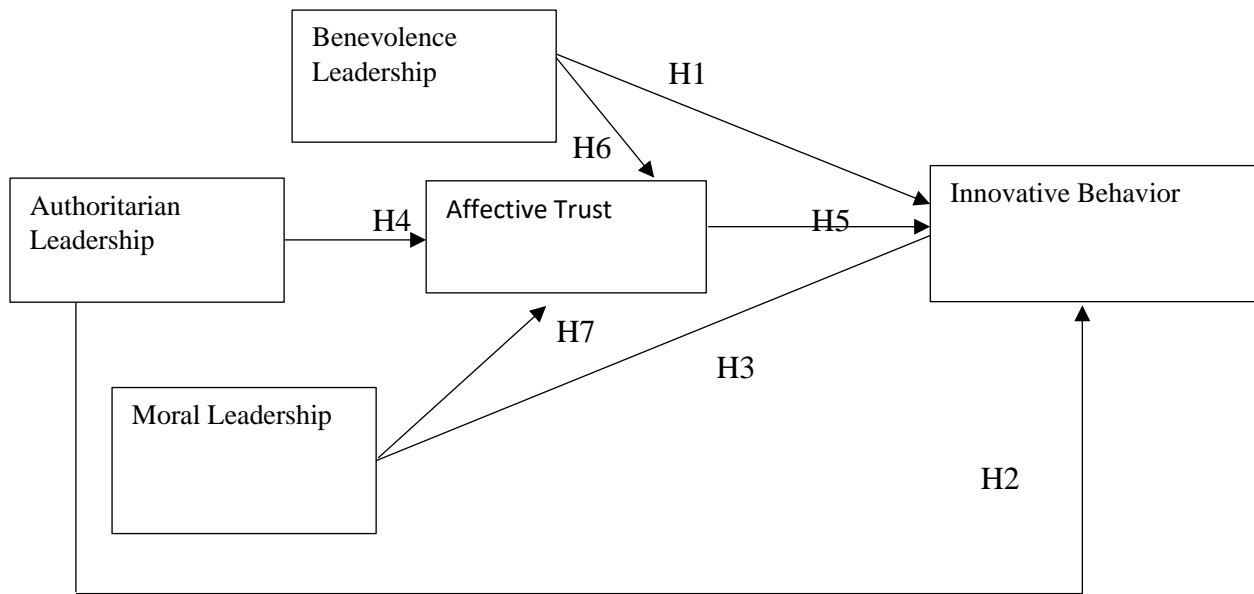 Benevolence
Leadership
H1
H6
Authoritarian
Leadership
H4
Affective Trust
H5
Innovative Behavior
H7
H3
Moral Leadership
H2